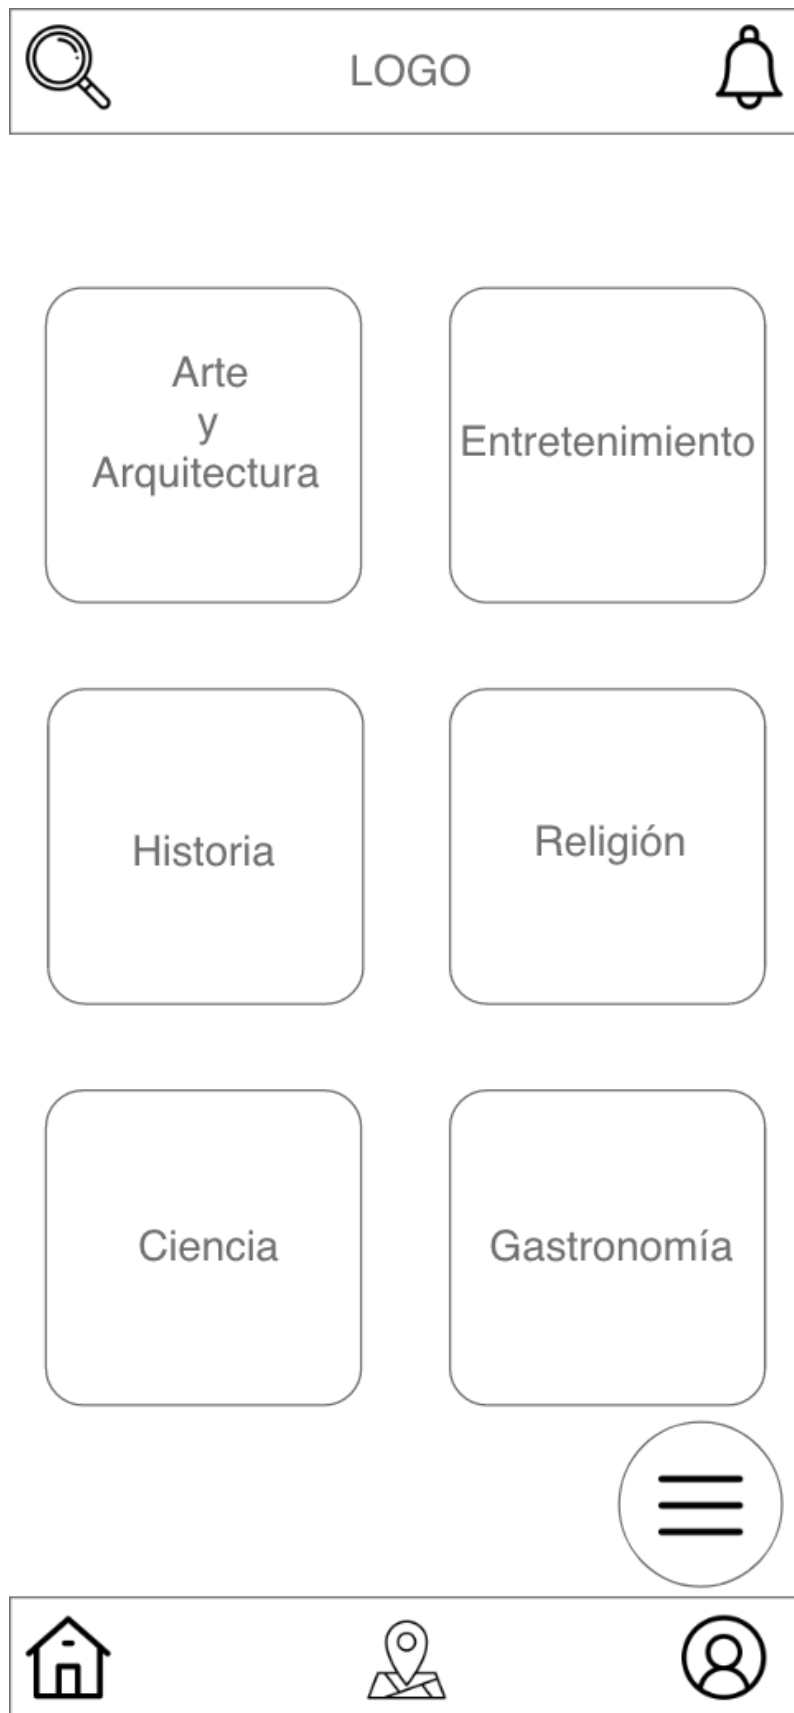 LOGO
Arte
y
Arquitectura
Entretenimiento
Historia
Religión
Ciencia
Gastronomía